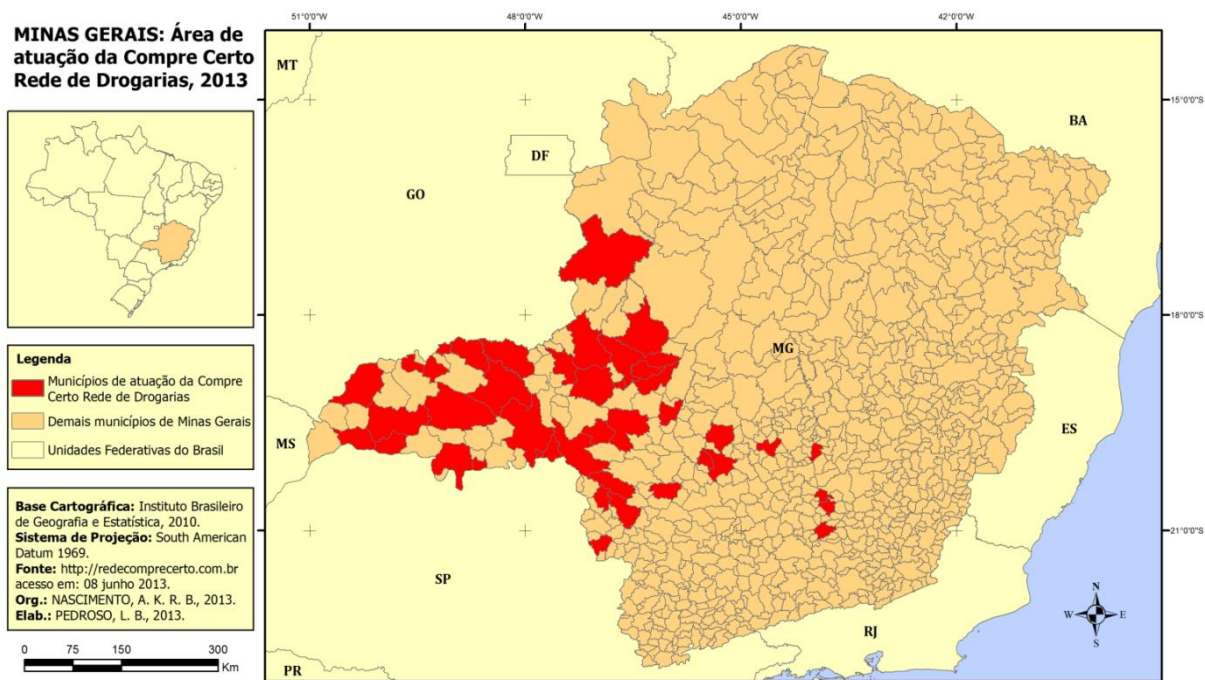 MINAS GERAIS: Área de
atuação da Compre Certo
Rede de Drogarias, 2013
51°0'0"O
48°0'0"O
45°0'0"O
42°0'0"O
MT
DF
GO
BA
15°0'0"S
18°0'0"S
MG
MS
ES
21°0'0"S
SP
RJ
PR
N
W
E
S
Legenda
Municípios de atuação da Compre
Certo Rede de Drogarias
Demais municípios de Minas Gerais
Unidades Federativas do Brasil
Base Cartográfica: Instituto Brasileiro
de Geografia e Estatística, 2010.
Sistema de Projeção: South American
Datum 1969.
Fonte: http://redecomprecerto.com.br
acesso em: 08 junho 2013.
Org.: NASCIMENTO, A. K. R. B., 2013.
Elab.: PEDROSO, L. B., 2013.
0 75 150 300
Km